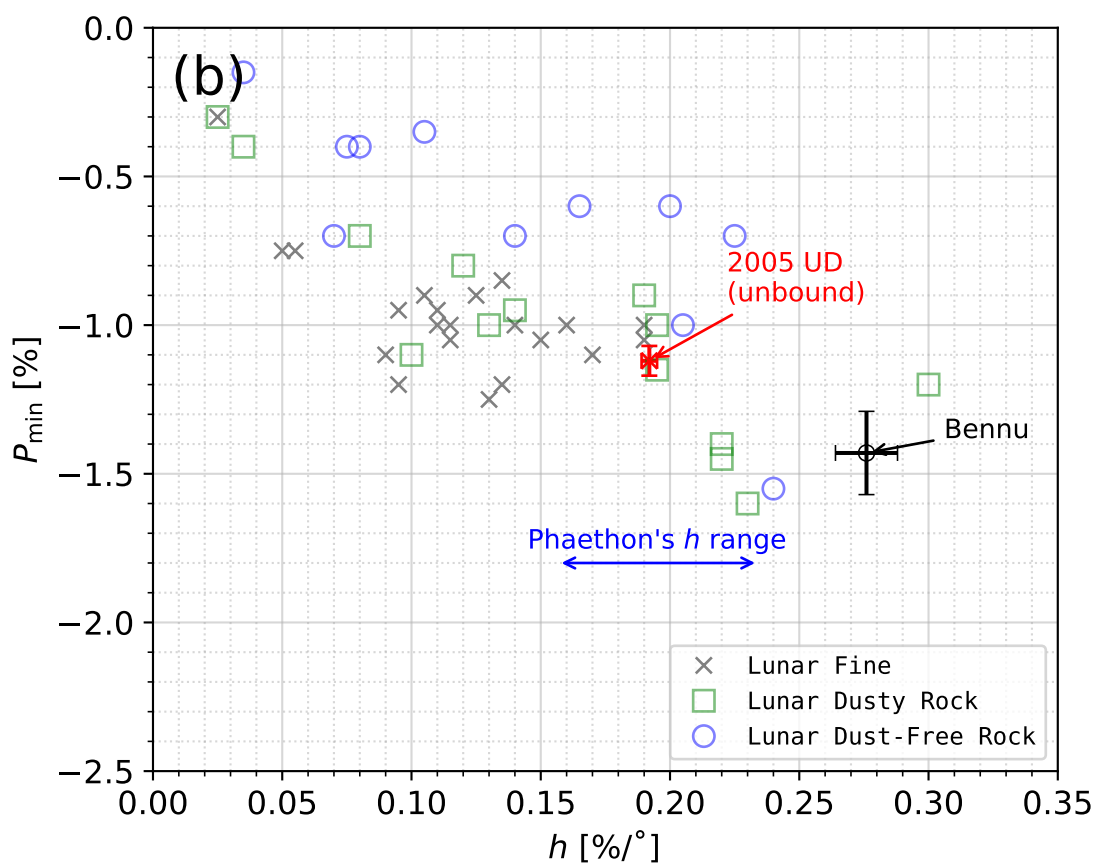 (b)
0.0
−0.5
−1.0
−1.5
−2.0
−2.5
P_min [%]
2005 UD
(unbound)
Bennu
Phaethon's h range
Lunar Fine
Lunar Dusty Rock
Lunar Dust-Free Rock
0.00 0.05 0.10 0.15 0.20 0.25 0.30 0.35
h [%/°]